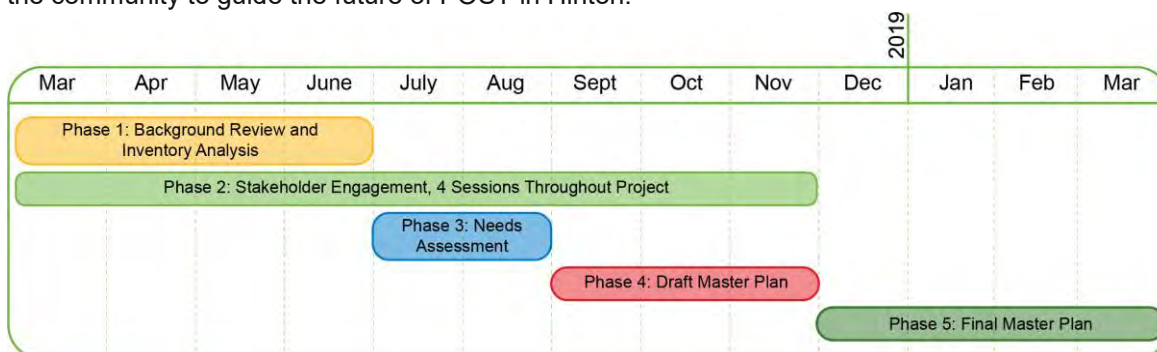 the community to guide the future of POST in Hinton.
2019
Mar Apr May June July Aug Sept Oct Nov Dec Jan Feb Mar
Phase 1: Background Review and
Inventory Analysis
Phase 2: Stakeholder Engagement, 4 Sessions Throughout Project
Phase 3: Needs
Assessment
Phase 4: Draft Master Plan
Phase 5: Final Master Plan